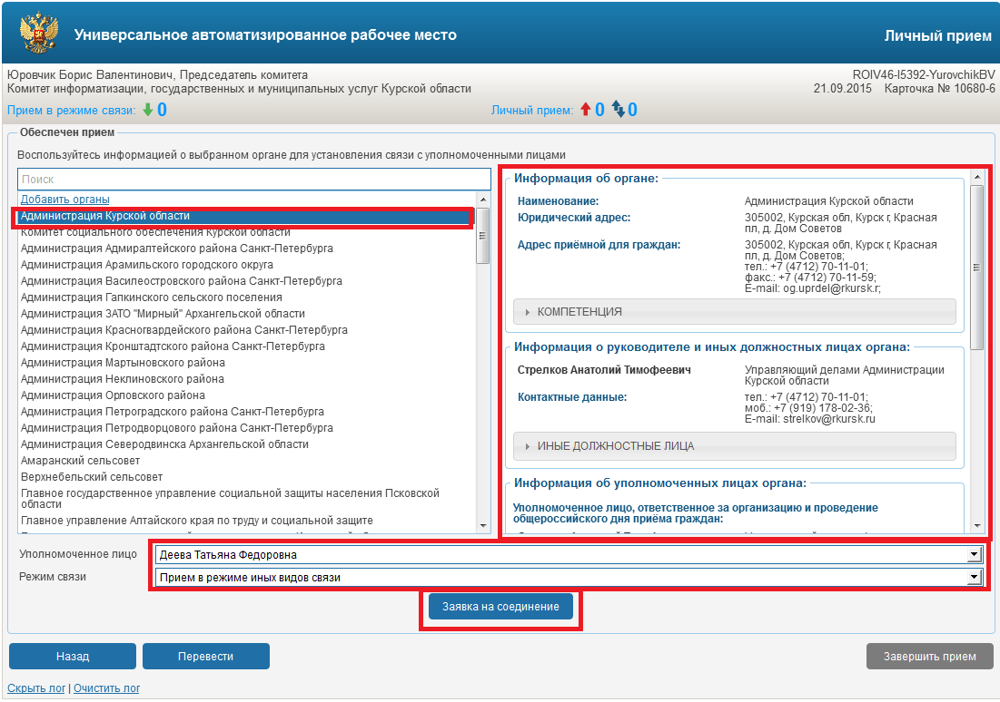 Универсальное автоматизированное рабочее место
Личный прием
Юровчик Борис Валентинович, Председатель комитета
ROIV46-I5392-YurovchikBV
Комитет информатизации, государственных и муниципальных услуг Курской области
21.09.2015 Карточка № 10680-6
Прием в режиме связи: 0
Личный прием: 0 0
Обеспечен прием
Воспользуйтесь информацией о выбранном органе для установления связи с уполномоченными лицами
Поиск
Добавить органы
Администрация Курской области
Комитет социального обеспечения Курской области
Администрация Адмиралтейского района Санкт-Петербурга
Администрация Арамильского городского округа
Администрация Василеостровского района Санкт-Петербурга
Администрация Гапкинского сельского поселения
Администрация ЗАТО "Мирный" Архангельской области
Администрация Красногвардейского района Санкт-Петербурга
Администрация Кронштадтского района Санкт-Петербурга
Администрация Мартыновского района
Администрация Неклиновского района
Администрация Орловского района
Администрация Петроградского района Санкт-Петербурга
Администрация Петродворцового района Санкт-Петербурга
Администрация Северодвинска Архангельской области
Амаранский сельсовет
Верхнебельский сельсовет
Главное государственное управление социальной защиты населения Псковской
области
Главное управление Алтайского края по труду и социальной защите
Информация об органе:
Наименование:
Администрация Курской области
Юридический адрес:
305002, Курская обл, Курск г, Красная
пл, д. Дом Советов
Адрес приёмной для граждан:
305002, Курская обл, Курск г, Красная
пл, д. Дом Советов;
тел.: +7 (4712) 70-11-01;
факс.: +7 (4712) 70-11-59;
E-mail: og.uprdel@rkursk.r;
КОМПЕТЕНЦИЯ
Информация о руководителе и иных должностных лицах органа:
Стрелков Анатолий Тимофеевич
Управляющий делами Администрации
Курской области
Контактные данные:
тел.: +7 (4712) 70-11-01;
моб.: +7 (919) 178-02-36;
E-mail: strelkov@rkursk.ru
ИНЫЕ ДОЛЖНОСТНЫЕ ЛИЦА
Информация об уполномоченных лицах органа:
Уполномоченное лицо, ответственное за организацию и проведение
общероссийского дня приёма граждан:
Уполномоченное лицо
Деева Татьяна Федоровна
Режим связи
Прием в режиме иных видов связи
Заявка на соединение
Назад
Перевести
Завершить прием
Скрыть лог | Очистить лог